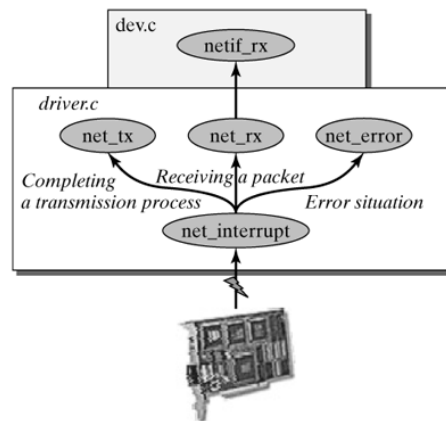 dev.c
netif_rx
driver.c
net_tx
net_rx
net_error
Completing
a transmission process
Receiving a packet
Error situation
net_interrupt